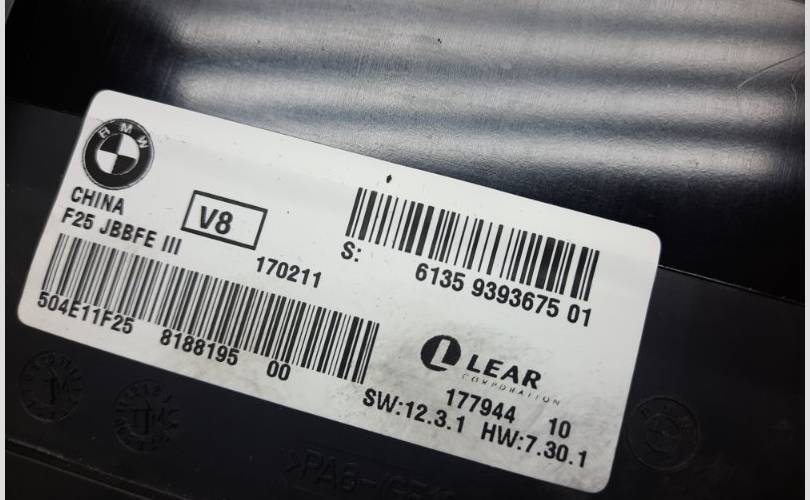 BMW
CHINA
F25 JBBFE III
V8
170211
S:
6135 9393675 01
504E11F25 8188195 00
LEAR
CORPORATION
177944 10
SW:12.3.1 HW:7.30.1